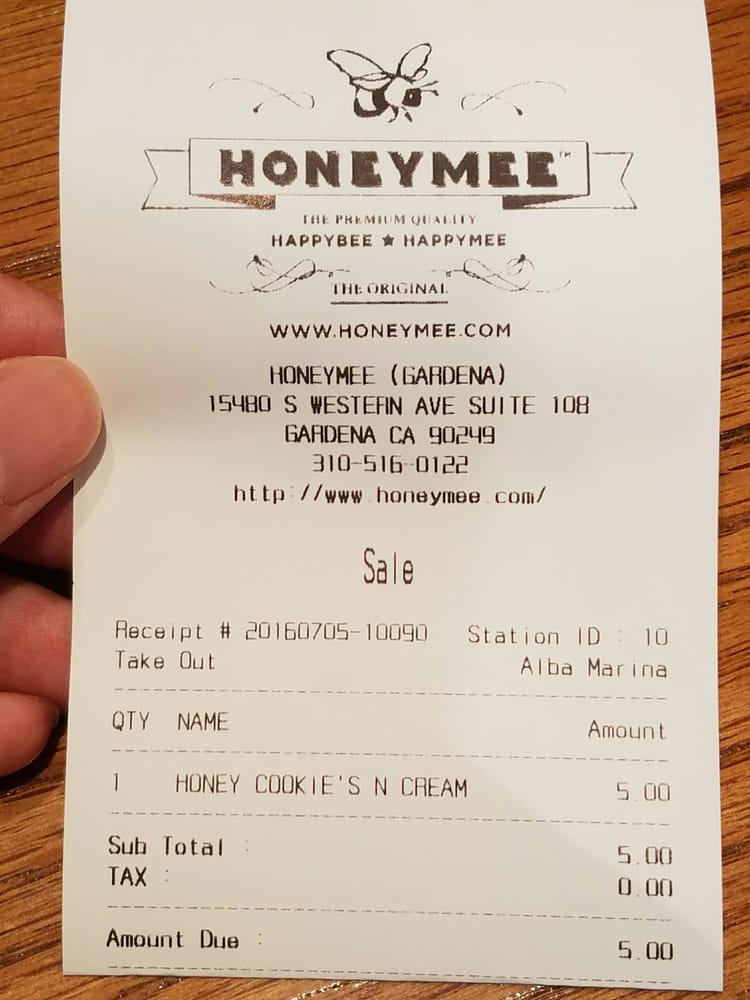 HONEYMEE™
THE PREMIUM QUALITY
HAPPYBEE ★ HAPPYMEE
THE ORIGINAL
WWW.HONEYMEE.COM
HONEYMEE (GARDENA)
15480 S WESTERN AVE SUITE 108
GARDENA CA 90249
310-516-0122
http://www.honeymee.com/
Sale
Receipt # 20160705-10090 Station ID : 10
Take Out Alba Marina
QTY NAME Amount
1 HONEY COOKIE'S N CREAM 5.00
Sub Total : 5.00
TAX : 0.00
Amount Due : 5.00